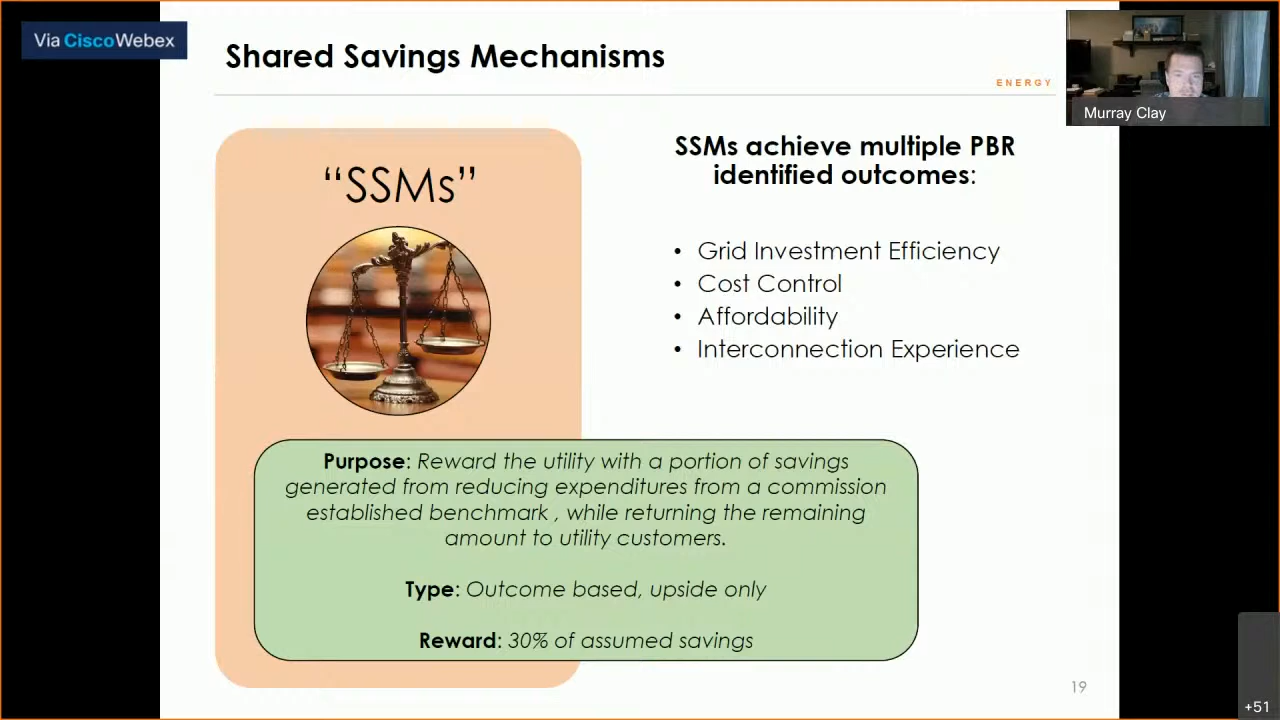 Via CiscoWebex
Shared Savings Mechanisms
ENERGY
Murray Clay
“SSMs”
SSMs achieve multiple PBR
identified outcomes:
• Grid Investment Efficiency
• Cost Control
• Affordability
• Interconnection Experience
Purpose: Reward the utility with a portion of savings
generated from reducing expenditures from a commission
established benchmark , while returning the remaining
amount to utility customers.
Type: Outcome based, upside only
Reward: 30% of assumed savings
19
+51